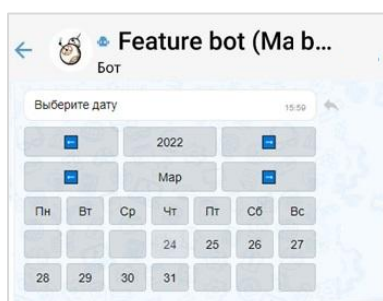 Feature bot (Ma b...
Бот
Выберите дату 15:59
2022
Мар
Пн Вт Ср Чт Пт Сб Вс
24 25 26 27
28 29 30 31